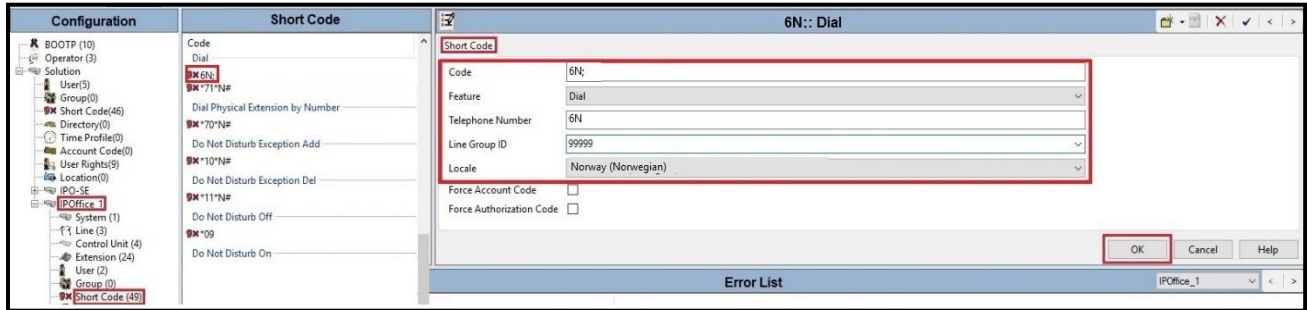 Configuration
BOOTP (10)
Operator (3)
Solution
User(5)
Group(0)
Short Code(46)
Directory(0)
Time Profile(0)
Account Code(0)
User Rights(9)
Location(0)
IPO-SE
IPOffice_1
System (1)
Line (3)
Control Unit (4)
Extension (24)
User (2)
Group (0)
Short Code (49)
Short Code
Code
Dial
6N;
*71*N#
Dial Physical Extension by Number
*70*N#
Do Not Disturb Exception Add
*10*N#
Do Not Disturb Exception Del
*11*N#
Do Not Disturb Off
*09
Do Not Disturb On
6N:: Dial
Short Code
Code 6N;
Feature Dial
Telephone Number 6N
Line Group ID 99999
Locale Norway (Norwegian)
Force Account Code
Force Authorization Code
OK Cancel Help
Error List IPOffice_1